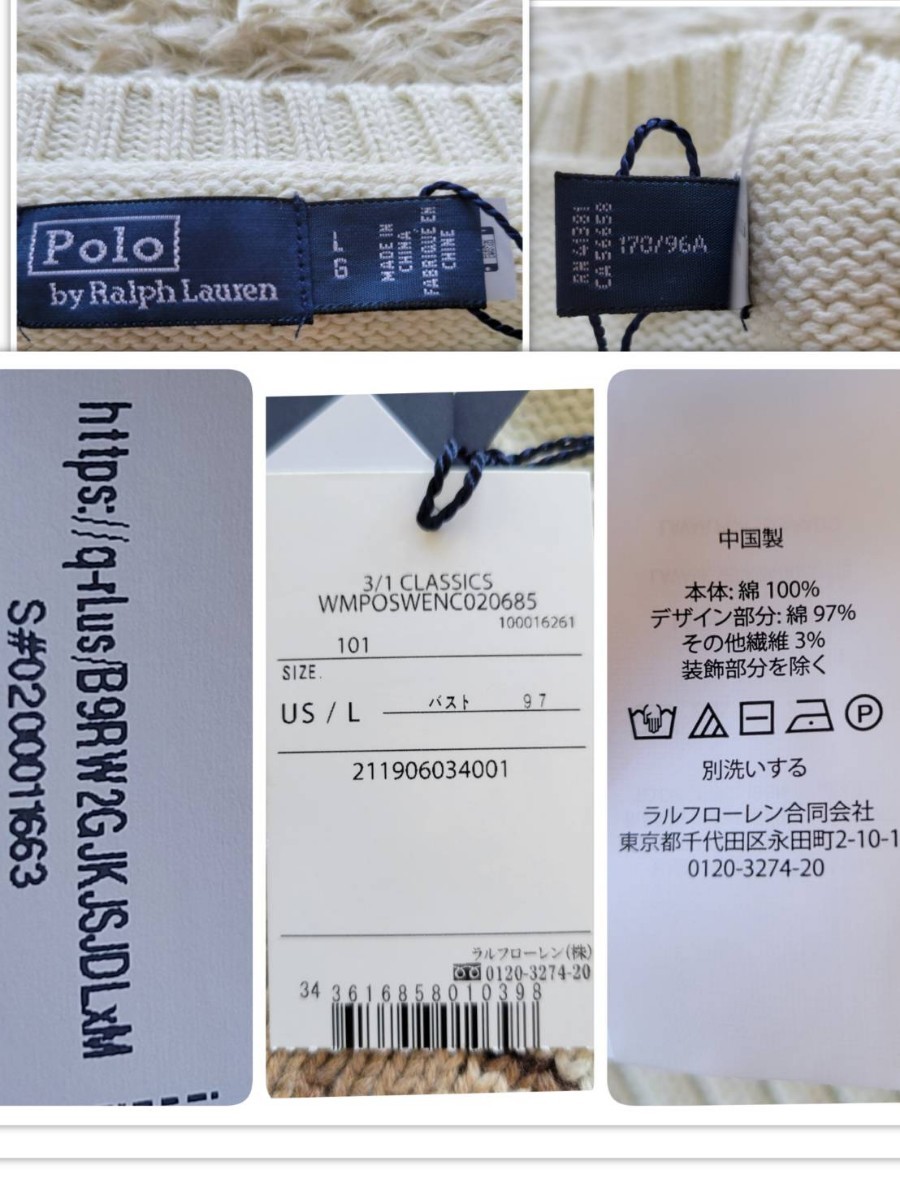 Polo
by Ralph Lauren
LG
MADE IN
CHINA
FABRIQUÉ EN
CHINE
RN 41381
CA 56658
170/96A
S#0200011663
3/1 CLASSICS
WMPOSWENC020685
100016261
101
SIZE.
US / L バスト 97
211906034001
ラルフローレン(株)
0120-3274-20
34 3616858010398
中国製
本体: 綿 100%
デザイン部分: 綿 97%
その他繊維 3%
装飾部分を除く
P
別洗いする
ラルフローレン合同会社
東京都千代田区永田町2-10-1
0120-3274-20